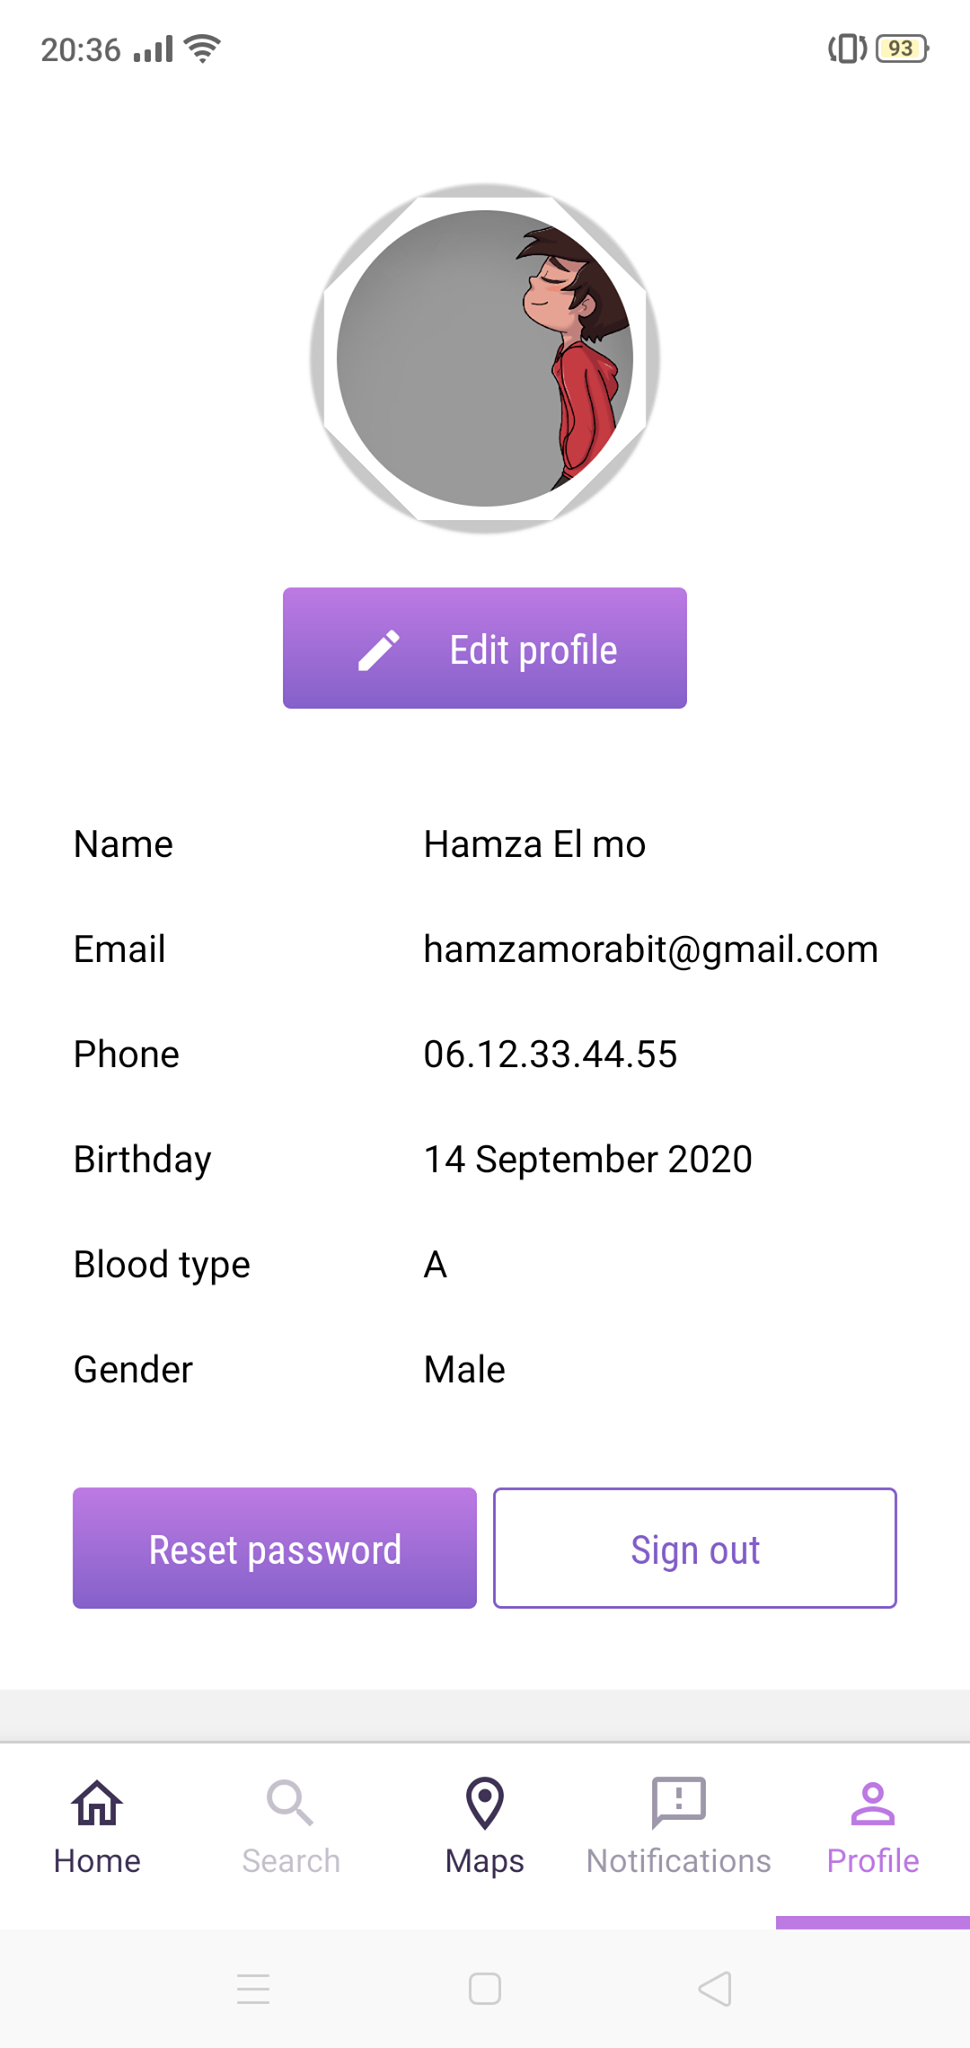 20:36 93
Edit profile
Name Hamza El mo
Email hamzamorabit@gmail.com
Phone 06.12.33.44.55
Birthday 14 September 2020
Blood type A
Gender Male
Reset password Sign out
Home Search Maps Notifications Profile